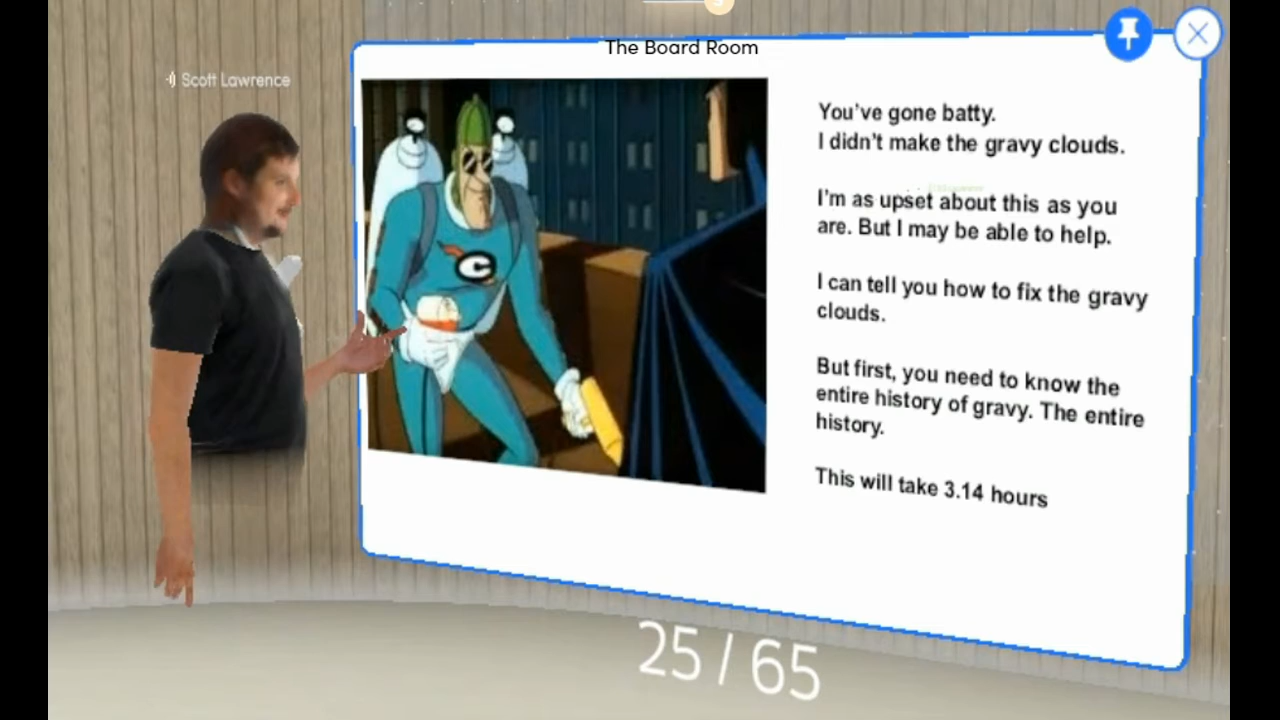 The Board Room
Scott Lawrence
C
You've gone batty.
I didn't make the gravy clouds.
I'm as upset about this as you
are. But I may be able to help.
I can tell you how to fix the gravy
clouds.
But first, you need to know the
entire history of gravy. The entire
history.
This will take 3.14 hours
25 / 65